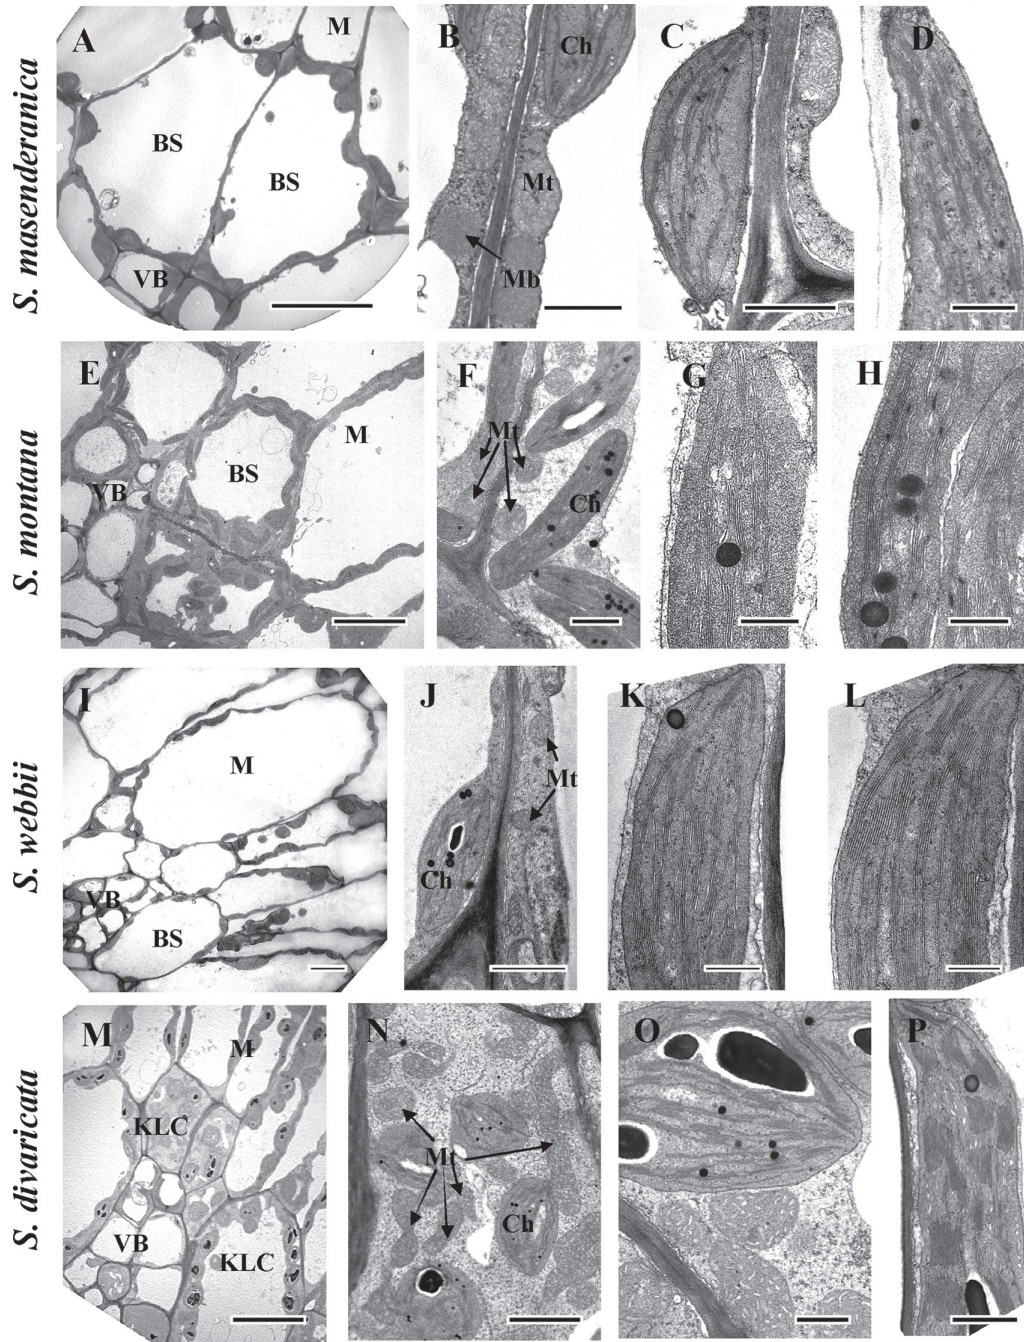 S. masenderanica
A
M
BS
BS
VB
B
Ch
Mt
Mb
C
D
S. montana
E
M
BS
VB
F
Mt
Ch
G
H
S. webbii
I
M
VB
BS
J
Mt
Ch
K
L
S. divaricata
M
M
KLC
VB
KLC
N
Mt
Ch
O
P